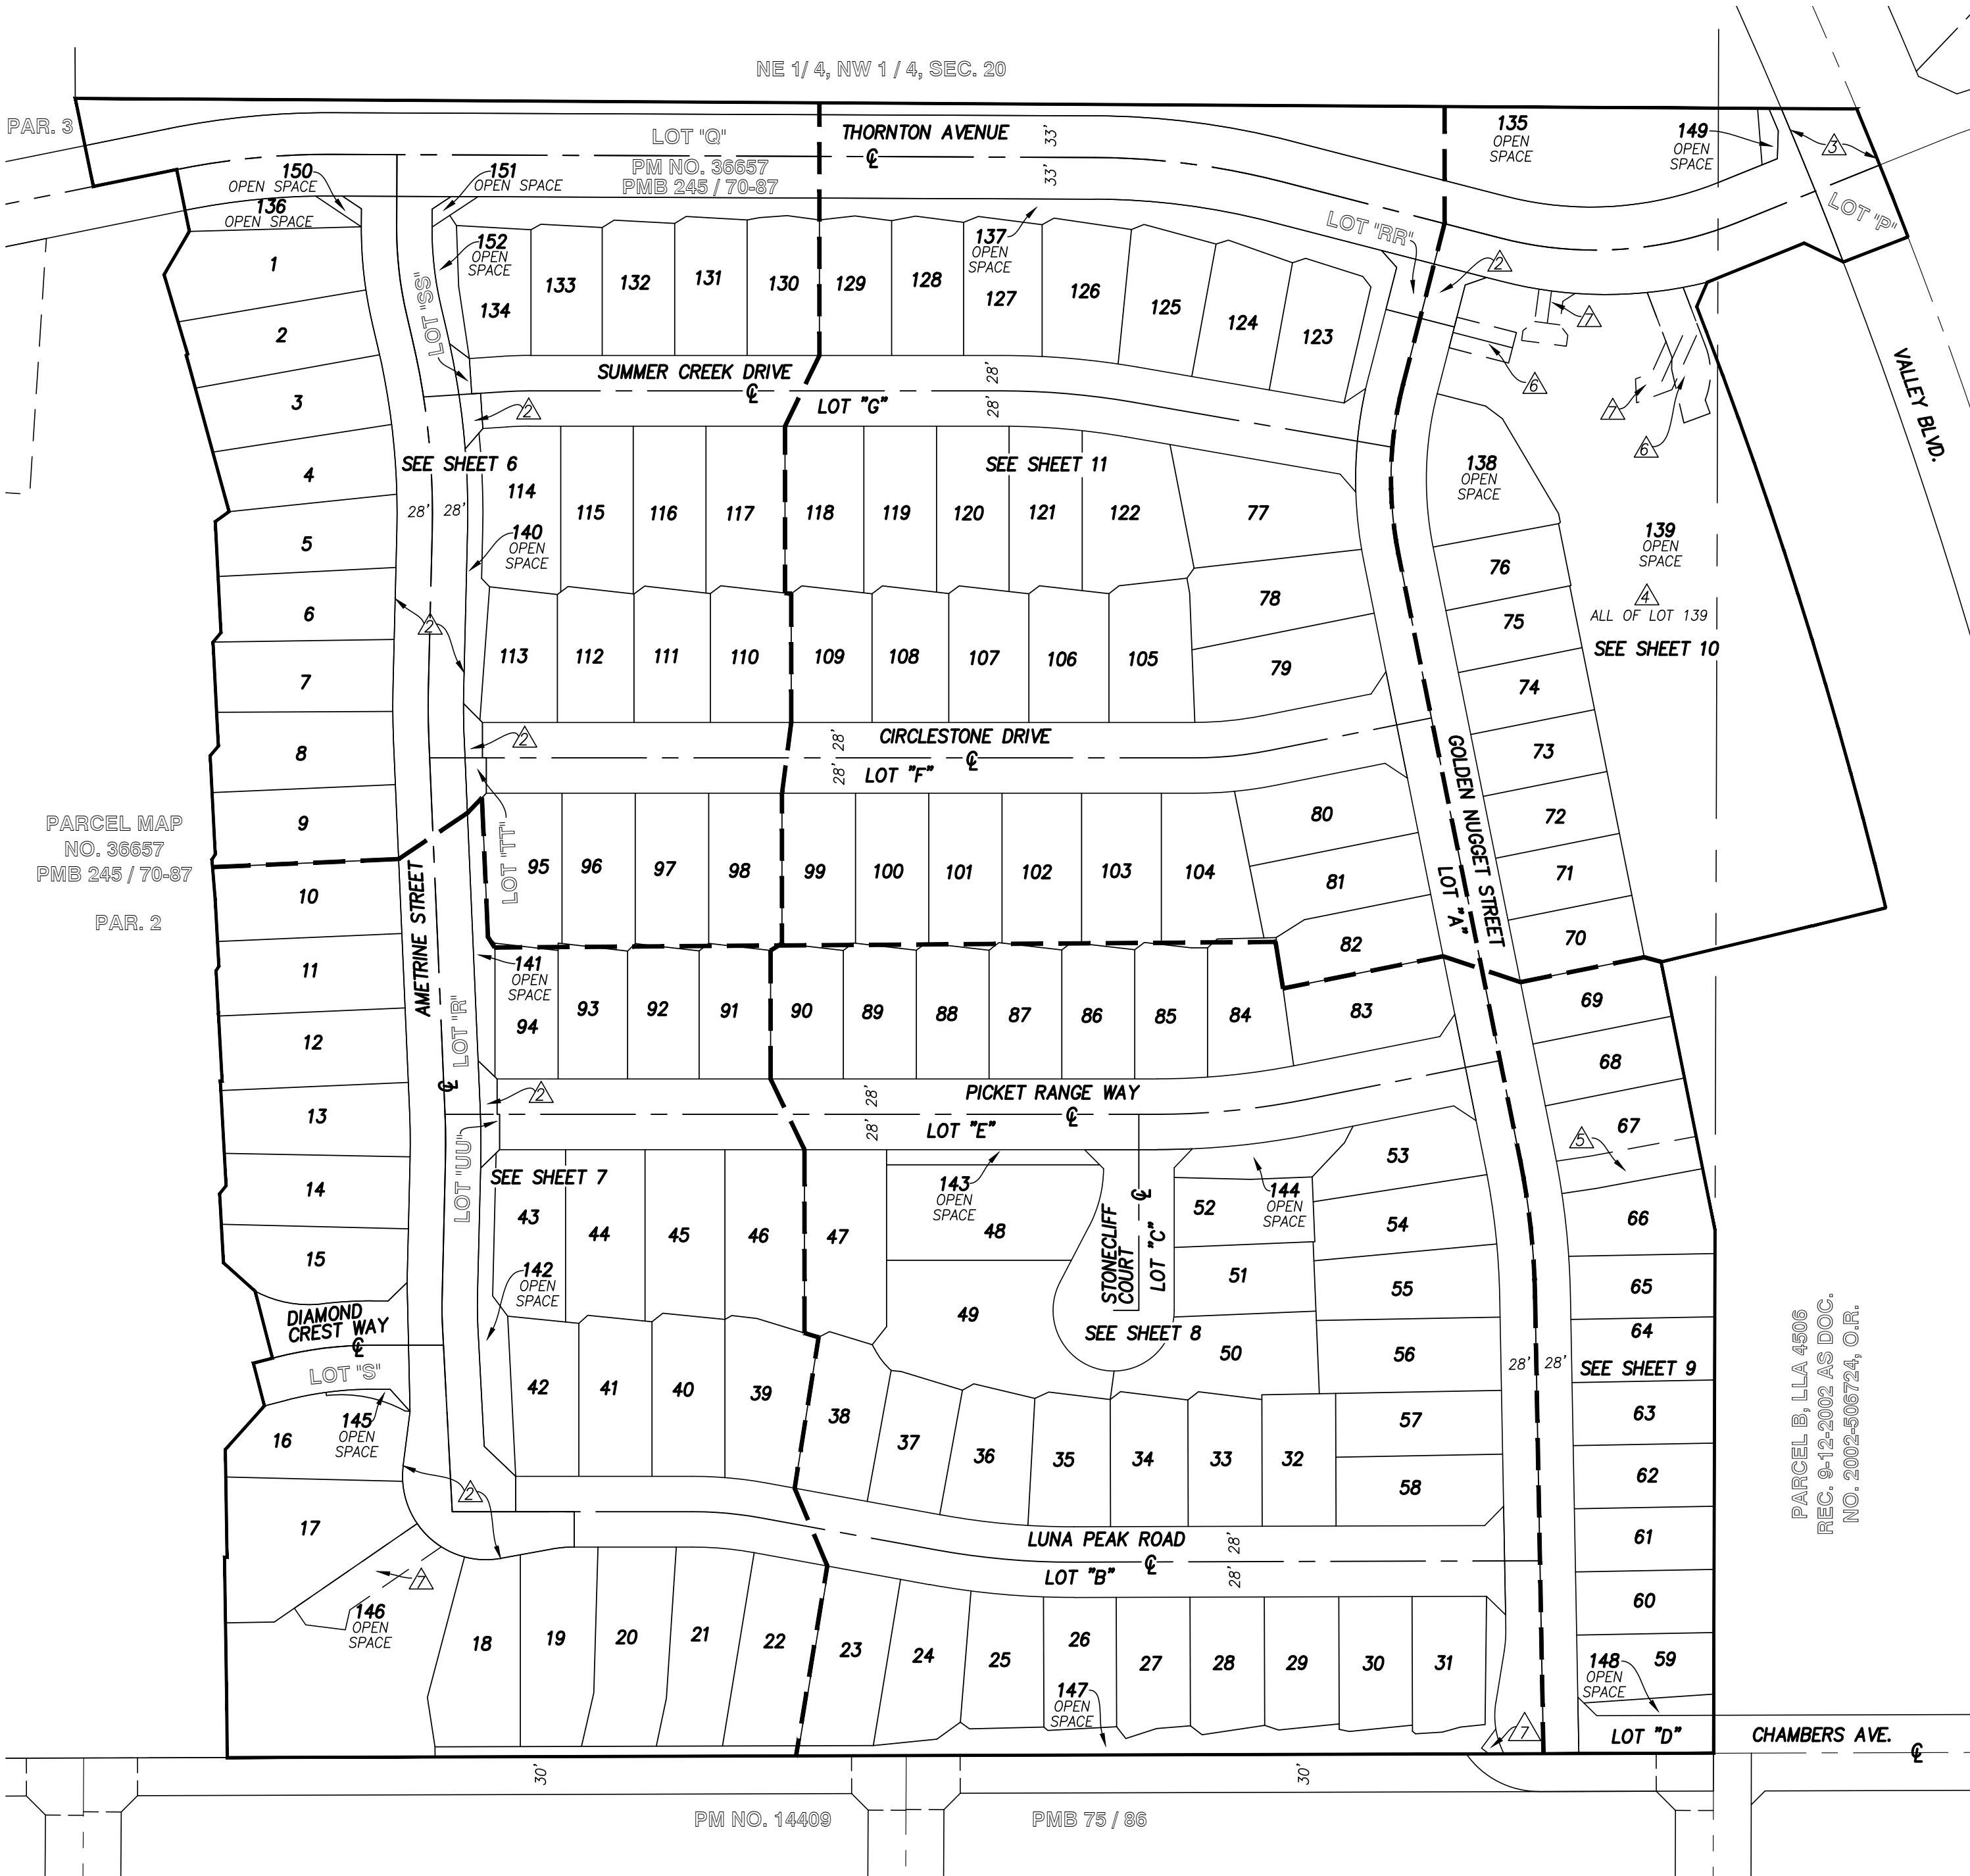 NE 1/ 4, NW 1 / 4, SEC. 20
PAR. 3
LOT "Q"
THORNTON AVENUE
℄
33'
33'
PM NO. 36657
PMB 245 / 70-87
135
OPEN
SPACE
149
OPEN
SPACE
3
LOT "P"
150
OPEN SPACE
151
OPEN SPACE
136
OPEN SPACE
152
OPEN
SPACE
137
OPEN
SPACE
LOT "RR"
2
1
2
3
4
5
6
7
8
9
LOT "SS"
134
133
132
131
130
129
128
127
126
125
124
123
7
6
7
6
VALLEY BLVD.
SUMMER CREEK DRIVE
℄
LOT "G"
28'
28'
2
SEE SHEET 6
SEE SHEET 11
28'
28'
114
115
116
117
118
119
120
121
122
77
138
OPEN
SPACE
139
OPEN
SPACE
4
ALL OF LOT 139
SEE SHEET 10
140
OPEN
SPACE
2
113
112
111
110
109
108
107
106
105
78
79
76
75
74
73
72
71
70
2
CIRCLESTONE DRIVE
28'
28'
℄
LOT "F"
GOLDEN NUGGET STREET
LOT "A"
PARCEL MAP
NO. 36657
PMB 245 / 70-87
PAR. 2
LOT "TT"
95
96
97
98
99
100
101
102
103
104
80
81
82
AMETRINE STREET
LOT "R"
℄
10
11
12
13
14
15
141
OPEN
SPACE
94
93
92
91
90
89
88
87
86
85
84
83
69
68
67
5
66
65
64
SEE SHEET 9
63
62
61
60
59
2
PICKET RANGE WAY
28'
28'
℄
LOT "E"
LOT "UU"
SEE SHEET 7
43
44
45
46
47
143
OPEN
SPACE
48
49
STONECLIFF
COURT
℄
LOT "C"
144
OPEN
SPACE
52
51
50
53
54
55
56
57
58
SEE SHEET 8
28'
28'
142
OPEN
SPACE
DIAMOND
CREST WAY
℄
LOT "S"
145
OPEN
SPACE
16
17
42
41
40
39
38
37
36
35
34
33
32
2
PARCEL B, LLA 4506
REC. 9-12-2002 AS DOC.
NO. 2002-506724, O.R.
LUNA PEAK ROAD
28'
28'
℄
LOT "B"
7
146
OPEN
SPACE
18
19
20
21
22
23
24
25
26
27
28
29
30
31
147
OPEN
SPACE
148
OPEN
SPACE
7
LOT "D"
CHAMBERS AVE.
℄
30'
30'
PM NO. 14409
PMB 75 / 86